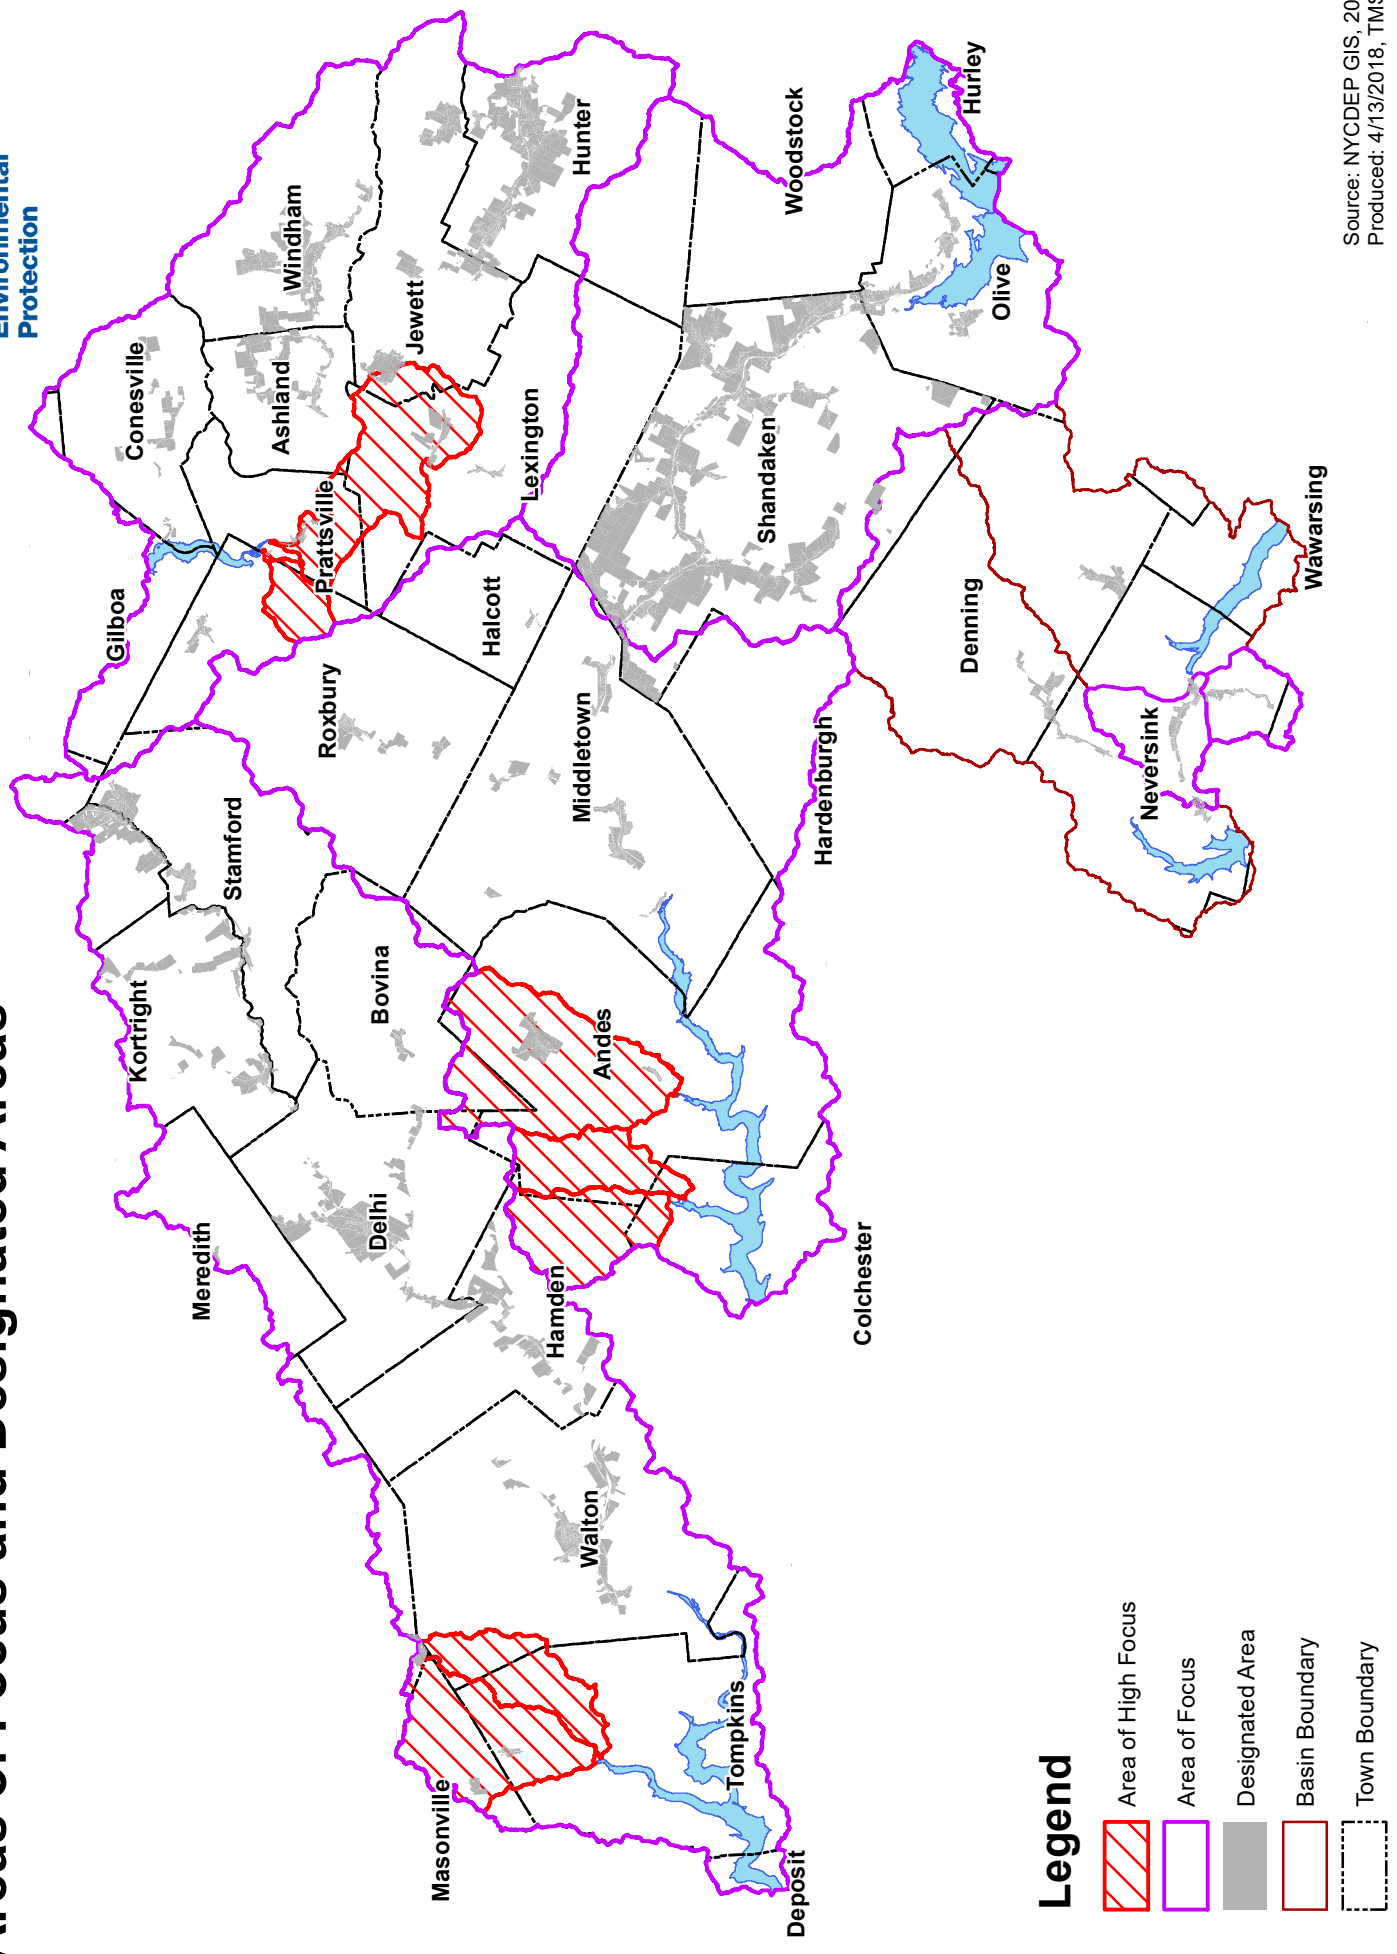 Protection
Areas of Focus and Designated Areas
Masonville
Deposit
Tompkins
Walton
Hamden
Colchester
Meredith
Delhi
Kortright
Bovina
Andes
Stamford
Roxbury
Middletown
Hardenburgh
Halcott
Gilboa
Prattsville
Conesville
Ashland
Windham
Jewett
Lexington
Hunter
Shandaken
Woodstock
Olive
Hurley
Denning
Neversink
Wawarsing
Legend
Area of High Focus
Area of Focus
Designated Area
Basin Boundary
Town Boundary
Source: NYCDEP GIS, 20
Produced: 4/13/2018, TMS